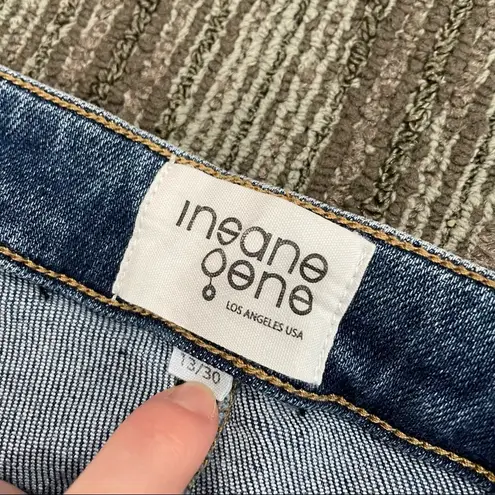 Insane
gene
LOS ANGELES USA
13/30